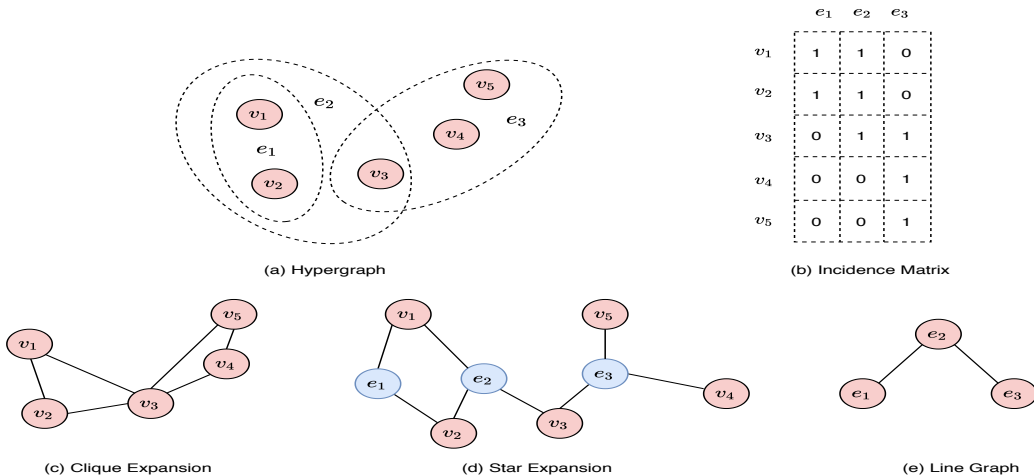 e₁ e₂ e₃
v₁ 1 1 0
v₂ 1 1 0
v₃ 0 1 1
v₄ 0 0 1
v₅ 0 0 1
v₅
e₂
v₁
e₃
v₄
e₁
v₃
v₂
(a) Hypergraph
(b) Incidence Matrix
v₁
v₅
v₄
v₃
v₂
(c) Clique Expansion
v₁
v₅
e₁
e₂
e₃
v₄
v₃
v₂
(d) Star Expansion
e₂
e₁
e₃
(e) Line Graph